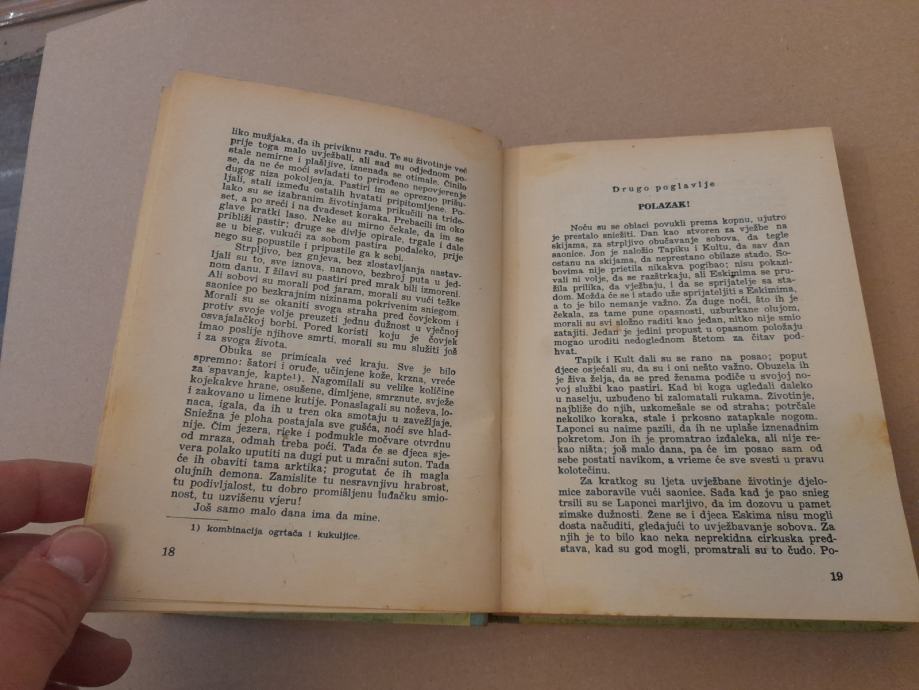 liko mužjaka, da ih priviknu radu. Te su životinje već
prije toga malo uvježbali, ali sad su odjednom po-
stale nemirne i plašljive, iznenada se otimale. Činilo
se, da ne će moći svladati to prirođeno nepovjerenje
dugog niza pokoljenja. Pastiri im se oprezno prišu-
ljali, stali između ostalih hvatati pripitomljene. Po-
lako su se izabranim životinjama prikučili na tride-
set, a po sreći i na dvadeset koraka. Prebacili im oko
glave kratki laso. Neke su mirno čekale, da im se
približi pastir; druge se divlje opirale, trgale i dale
se u bieg, vukući za sobom pastira podaleko, prije
nego su popustile i pripustile ga k sebi.
Strpljivo, bez gnjeva, bez zlostavljanja nastav-
ljali su to, sve iznova, nanovo, bezbroj puta u jed-
nom danu. I žilavi su pastiri pred mrak bili izmoreni.
Ali sobovi su morali pod jaram, morali su vući teške
saonice po bezkrajnim nizinama pokrivenim sniegom.
Morali su se okaniti svoga straha pred čovjekom i
protiv svoje volje preuzeti jednu dužnost u vječnoj
osvajalačkoj borbi. Pored koristi koju je čovjek
imao poslije njihove smrti, morali su mu služiti još
i za svoga života.
Obuka se primicala već kraju. Sve je bilo
spremno: šatori i oruđe, učinjene kože, krzna, vreće
za spavanje, kapte¹). Nagomilali su velike količine
kojekakve hrane, osušene, dimljene, smrznute, svježe
i zakovano u limene kutije. Ponaslagali su noževa, lo-
naca, igala, da ih u tren oka smotaju u zavežljaje.
Sniežna je ploha postajala sve gušća, noći sve hlad-
nije. Čim jezera, rieke i podmukle močvare otvrdnu
od mraza, odmah treba poći. Tada će se djeca sje-
vera polako uputiti na dugi put u mračni suton. Tada
će ih obaviti tama arktika; progutat će ih magla
olujnih demona. Zamislite tu nesravnjivu hrabrost,
tu podivljalost, tu dobro promišljenu luđačku smio-
nost, tu uzvišenu vjeru!
Još samo malo dana ima da mine.
1) kombinacija ogrtača i kukuljice.
18
Drugo poglavlje
POLAZAK!
Noću su se oblaci povukli prema kopnu, ujutro
je prestalo sniežiti. Dan kao stvoren za vježbe na
skijama, za strpljivo obučavanje sobova, da tegle
saonice. Jon je naložio Tapiku i Kultu, da sav dan
ostanu na skijama, da neprestano obilaze stado. So-
bovima nije prietila nikakva pogibao; nisu pokazi-
vali ni volje, da se razštrkaju, ali Eskimima se pru-
žila prilika, da vježbaju, i da se sprijatelje sa sta-
dom. Možda će se i stado uže sprijateljiti s Eskimima,
a to je bilo nemanje važno. Za duge noći, što ih je
čekala, za tame pune opasnosti, uzburkane olujom,
morali su svi složno raditi kao jedan, nitko nije smio
zatajiti. Jedan je jedini propust u opasnom položaju
mogao uroditi nedoglednom štetom za čitav pod-
hvat.
Tapik i Kult dali su se rano na posao; poput
djece osjećali su, da su i oni nešto važno. Obuzela ih
je živa želja, da se pred ženama podiče u svojoj no-
voj službi kao pastiri. Kad bi koga ugledali daleko
u naselju, uzbuđeno bi zalomatali rukama. Životinje,
najbliže do njih, uzkomešale se od straha; potrčale
nekoliko koraka, stale i prkosno zatapkale nogom.
Laponci su naime pazili, da ih ne uplaše iznenadnim
pokretom. Jon ih je promatrao izdaleka, ali nije re-
kao ništa; još malo dana, pa će im posao sam od
sebe postati navikom, a vrieme će sve svesti u pravu
kolotečinu.
Za kratkog su ljeta uvježbane životinje djelo-
mice zaboravile vući saonice. Sada kad je pao snieg
trsili su se Laponci marljivo, da im dozovu u pamet
zimske dužnosti. Žene se i djeca Eskima nisu mogli
dosta načuditi, gledajući to uvježbavanje sobova. Za
njih je to bilo kao neka neprekidna cirkuska pred-
stava, kad su god mogli, promatrali su to čudo. Po-
19